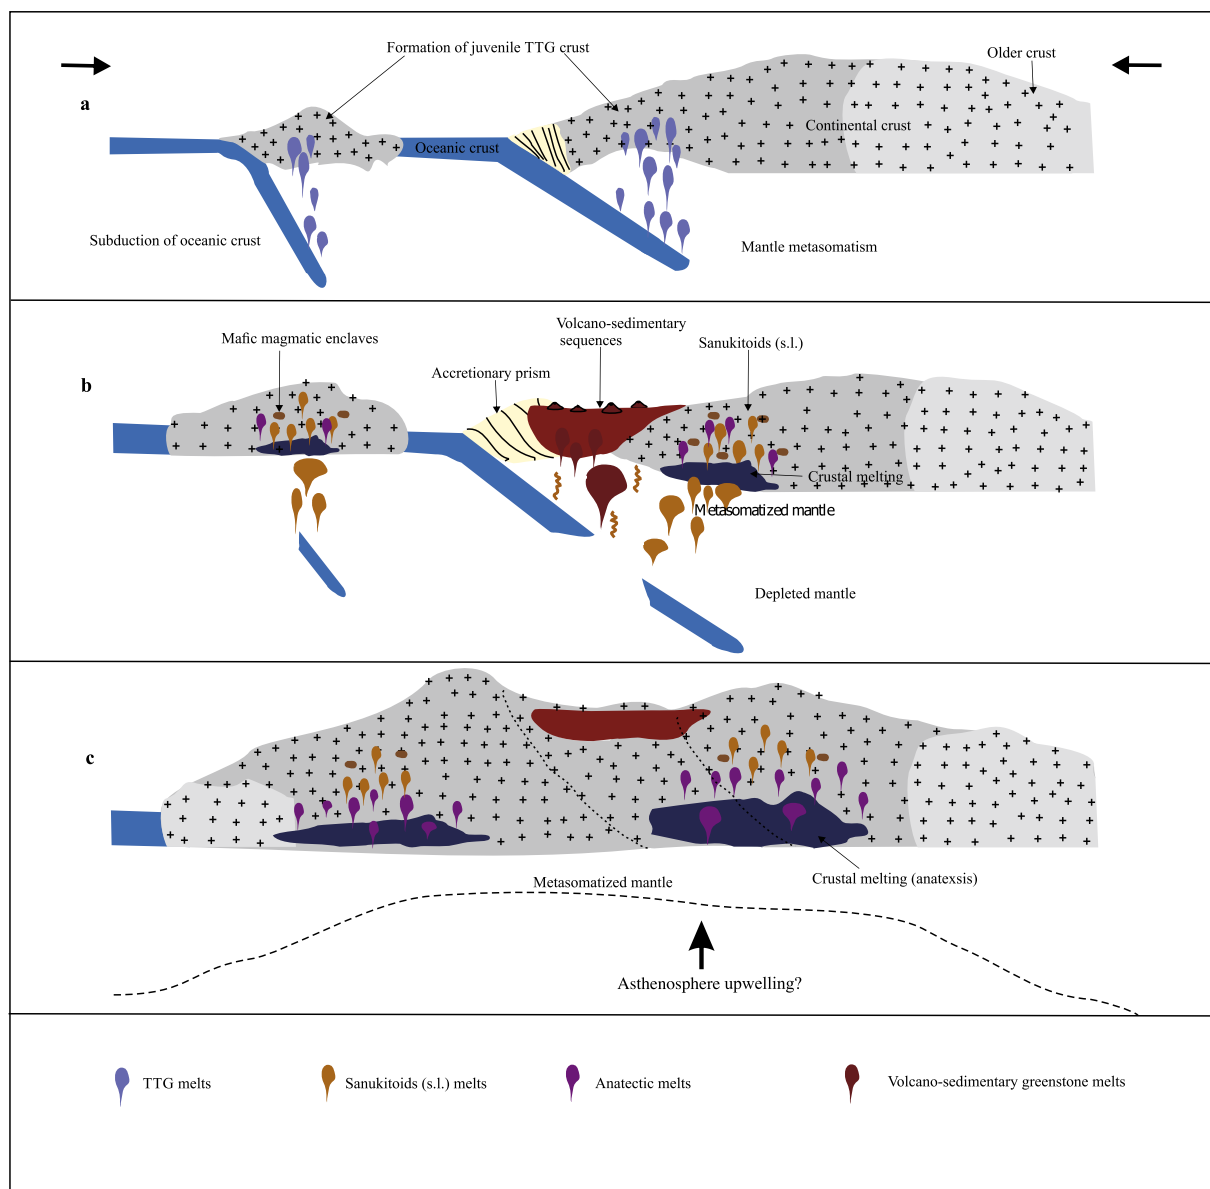 Formation of juvenile TTG crust
Older crust
a
Continental crust
Oceanic crust
Subduction of oceanic crust
Mantle metasomatism
Volcano-sedimentary
sequences
Mafic magmatic enclaves
Sanukitoids (s.l.)
Accretionary prism
b
Crustal melting
Metasomatized mantle
Depleted mantle
c
Metasomatized mantle
Crustal melting (anatexsis)
Asthenosphere upwelling?
TTG melts
Sanukitoids (s.l.) melts
Anatectic melts
Volcano-sedimentary greenstone melts